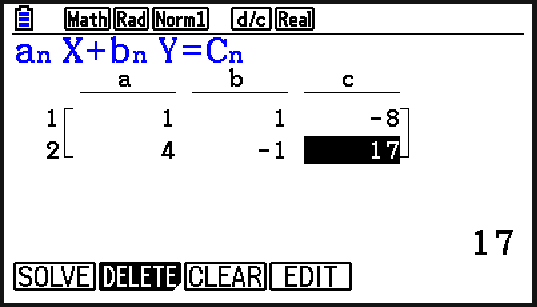 Math Rad Norm1 d/c Real
an X+bn Y=Cn
a b c
1 1 1 -8
2 4 -1 17
17
SOLVE DELETE CLEAR EDIT